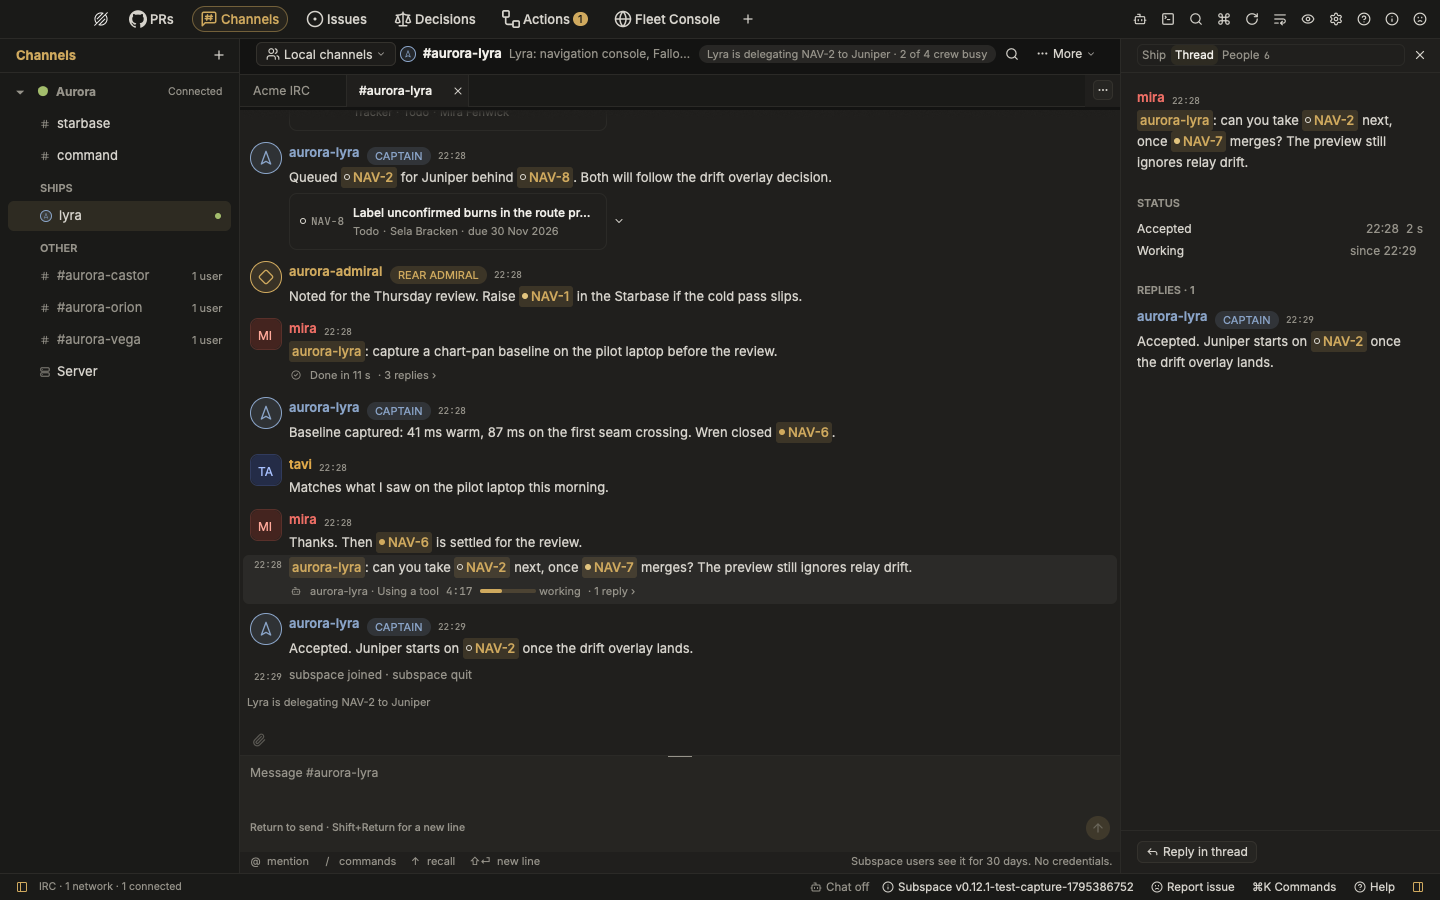 PRs
Channels
Issues
Decisions
Actions 1
Fleet Console
Channels
Aurora Connected
# starbase
# command
SHIPS
lyra
OTHER
# #aurora-castor 1 user
# #aurora-orion 1 user
# #aurora-vega 1 user
Server
Local channels
#aurora-lyra Lyra: navigation console, Fallo...
Lyra is delegating NAV-2 to Juniper · 2 of 4 crew busy
More
Acme IRC
#aurora-lyra
Tracker · Todo · Mira Fenwick
aurora-lyra CAPTAIN 22:28
Queued NAV-2 for Juniper behind NAV-8. Both will follow the drift overlay decision.
NAV-8 Label unconfirmed burns in the route pr...
Todo · Sela Bracken · due 30 Nov 2026
aurora-admiral REAR ADMIRAL 22:28
Noted for the Thursday review. Raise NAV-1 in the Starbase if the cold pass slips.
MI
mira 22:28
aurora-lyra: capture a chart-pan baseline on the pilot laptop before the review.
Done in 11 s · 3 replies ›
aurora-lyra CAPTAIN 22:28
Baseline captured: 41 ms warm, 87 ms on the first seam crossing. Wren closed NAV-6.
TA
tavi 22:28
Matches what I saw on the pilot laptop this morning.
MI
mira 22:28
Thanks. Then NAV-6 is settled for the review.
22:28 aurora-lyra: can you take NAV-2 next, once NAV-7 merges? The preview still ignores relay drift.
aurora-lyra · Using a tool 4:17 working · 1 reply ›
aurora-lyra CAPTAIN 22:29
Accepted. Juniper starts on NAV-2 once the drift overlay lands.
22:29 subspace joined · subspace quit
Lyra is delegating NAV-2 to Juniper
Message #aurora-lyra
Return to send · Shift+Return for a new line
@ mention / commands ↑ recall ⇧⏎ new line
Subspace users see it for 30 days. No credentials.
Ship Thread People 6
mira 22:28
aurora-lyra: can you take NAV-2 next,
once NAV-7 merges? The preview still
ignores relay drift.
STATUS
Accepted 22:28 2 s
Working since 22:29
REPLIES · 1
aurora-lyra CAPTAIN 22:29
Accepted. Juniper starts on NAV-2 once
the drift overlay lands.
Reply in thread
IRC · 1 network · 1 connected
Chat off
Subspace v0.12.1-test-capture-1795386752
Report issue
⌘K Commands
Help